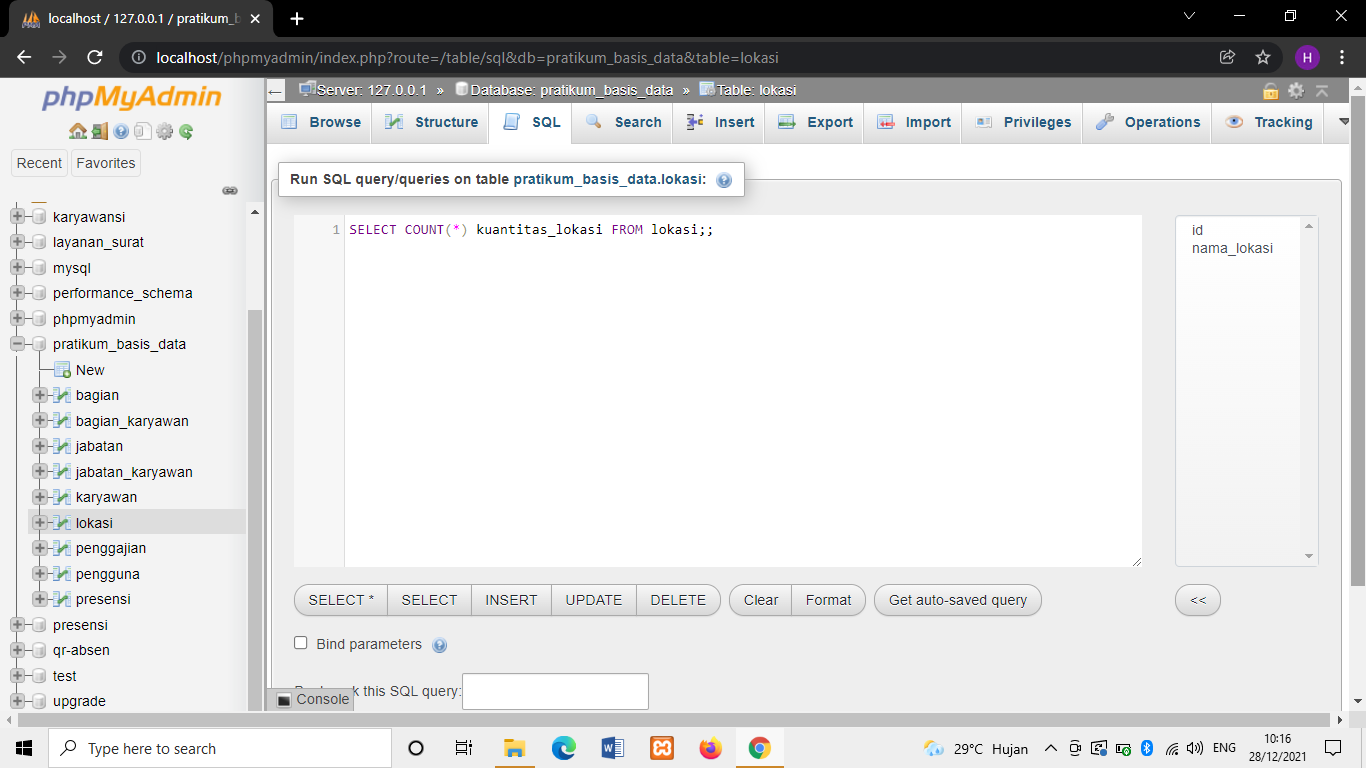 localhost / 127.0.0.1 / pratikum_b
localhost/phpmyadmin/index.php?route=/table/sql&db=pratikum_basis_data&table=lokasi
H
phpMyAdmin
Recent
Favorites
karyawansi
layanan_surat
mysql
performance_schema
phpmyadmin
pratikum_basis_data
New
bagian
bagian_karyawan
jabatan
jabatan_karyawan
karyawan
lokasi
penggajian
pengguna
presensi
presensi
qr-absen
test
upgrade
Server: 127.0.0.1 » Database: pratikum_basis_data » Table: lokasi
Browse Structure SQL Search Insert Export Import Privileges Operations Tracking
Run SQL query/queries on table pratikum_basis_data.lokasi:
1 SELECT COUNT(*) kuantitas_lokasi FROM lokasi;;
id
nama_lokasi
SELECT * SELECT INSERT UPDATE DELETE Clear Format Get auto-saved query <<
Bind parameters
this SQL query:
Console
Type here to search
29°C Hujan
ENG
10:16
28/12/2021